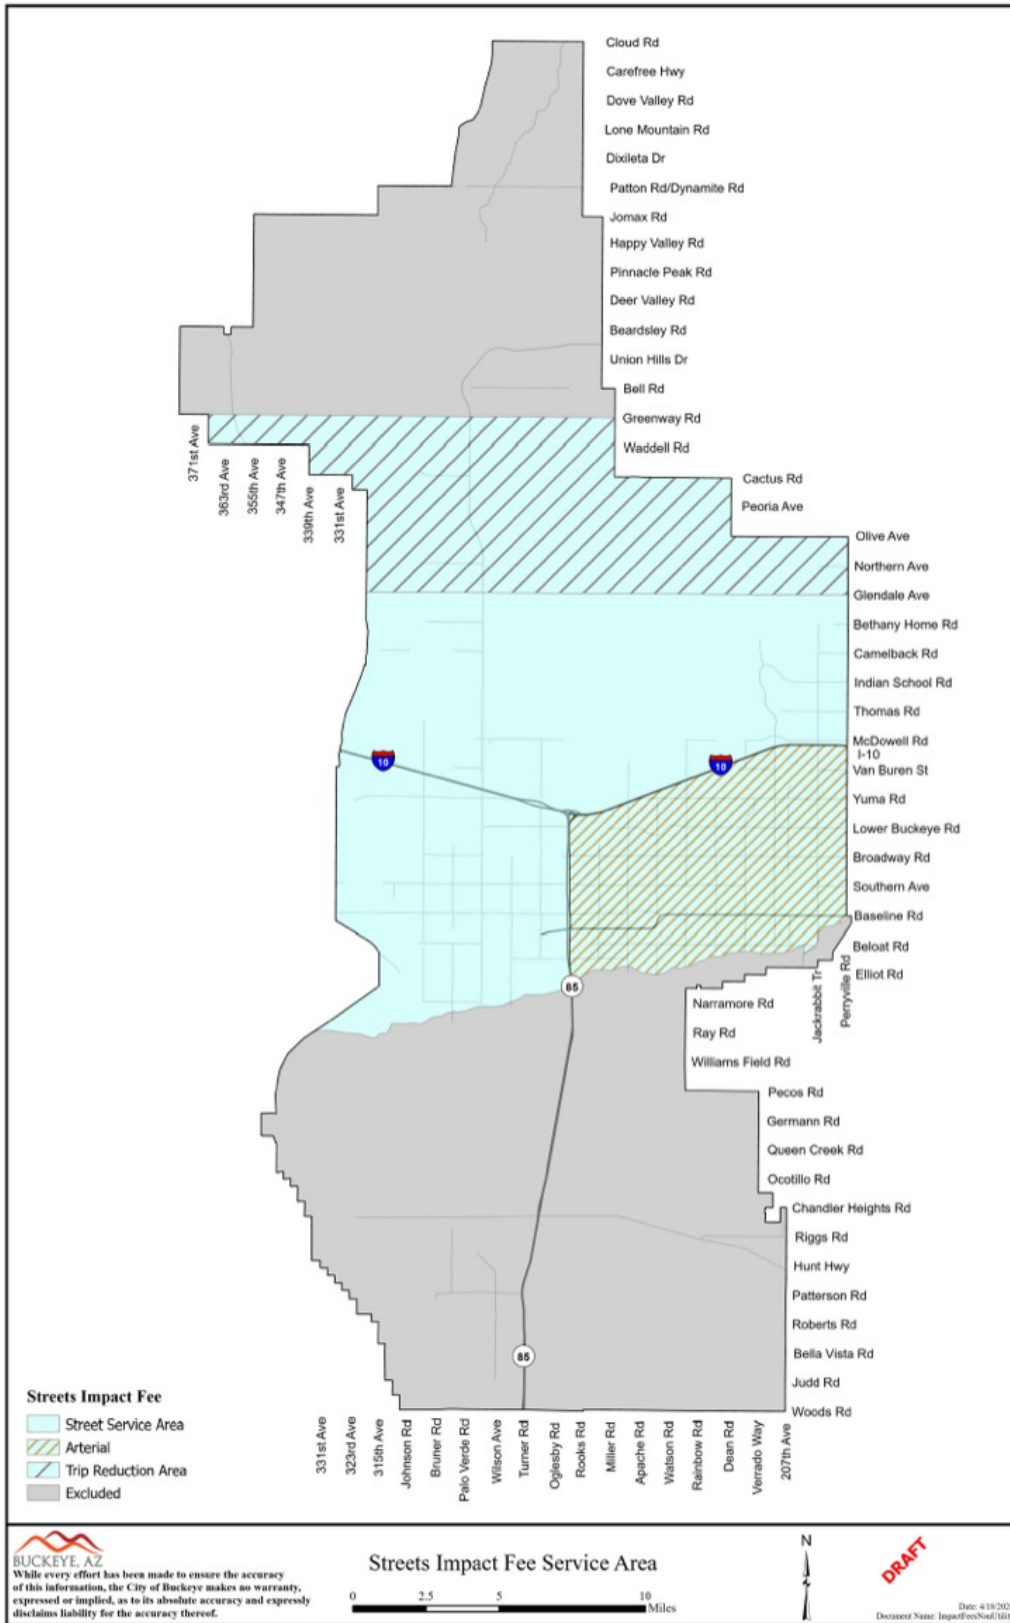 Cloud Rd
Carefree Hwy
Dove Valley Rd
Lone Mountain Rd
Dixileta Dr
Patton Rd/Dynamite Rd
Jomax Rd
Happy Valley Rd
Pinnacle Peak Rd
Deer Valley Rd
Beardsley Rd
Union Hills Dr
Bell Rd
Greenway Rd
Waddell Rd
Cactus Rd
Peoria Ave
Olive Ave
Northern Ave
Glendale Ave
Bethany Home Rd
Camelback Rd
Indian School Rd
Thomas Rd
McDowell Rd
I-10
Van Buren St
Yuma Rd
Lower Buckeye Rd
Broadway Rd
Southern Ave
Baseline Rd
Beloat Rd
Elliot Rd
371st Ave
363rd Ave
355th Ave
347th Ave
339th Ave
331st Ave
10
10
85
Jackrabbit Tr
Perryville Rd
Narramore Rd
Ray Rd
Williams Field Rd
Pecos Rd
Germann Rd
Queen Creek Rd
Ocotillo Rd
Chandler Heights Rd
Riggs Rd
Hunt Hwy
Patterson Rd
Roberts Rd
Bella Vista Rd
Judd Rd
Woods Rd
85
Streets Impact Fee
Street Service Area
Arterial
Trip Reduction Area
Excluded
331st Ave
323rd Ave
315th Ave
Johnson Rd
Bruner Rd
Palo Verde Rd
Wilson Ave
Turner Rd
Oglesby Rd
Rooks Rd
Miller Rd
Apache Rd
Watson Rd
Rainbow Rd
Dean Rd
Verrado Way
207th Ave
BUCKEYE, AZ
While every effort has been made to ensure the accuracy
of this information, the City of Buckeye makes no warranty,
expressed or implied, as to its absolute accuracy and expressly
disclaims liability for the accuracy thereof.
Streets Impact Fee Service Area
0 2.5 5 10
Miles
N
DRAFT
Date: 4/18/202
Document Name: ImpactFeesNonUtilit